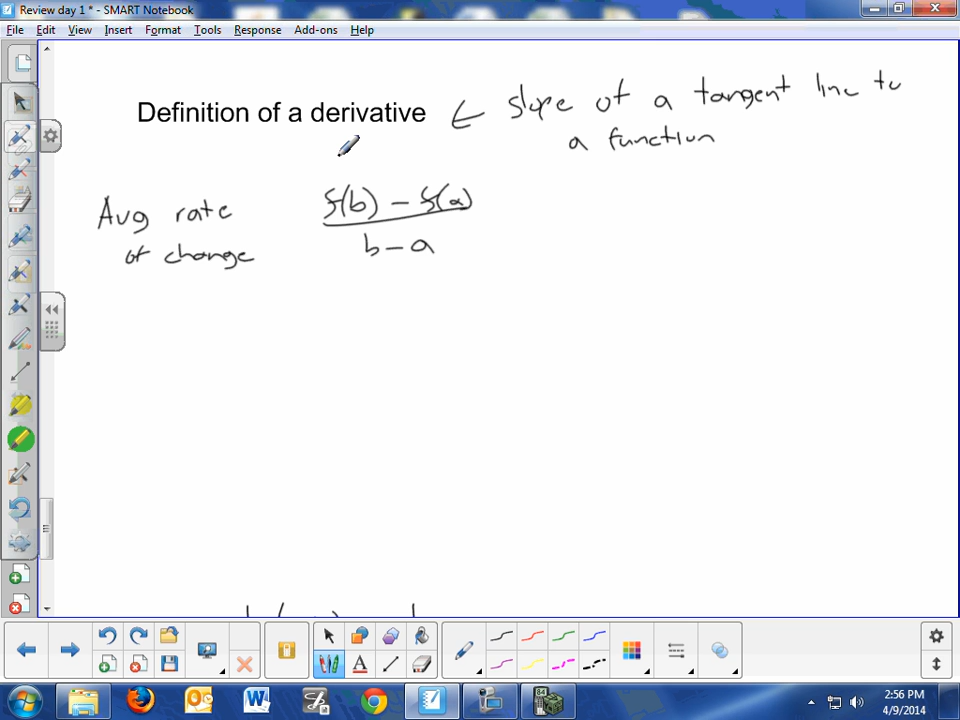 Review day 1 * - SMART Notebook
File Edit View Insert Format Tools Response Add-ons Help
Definition of a derivative ← slope of a tangent line to
a function
Avg rate
of change
f(b) - f(a)
b - a
2:56 PM
4/9/2014